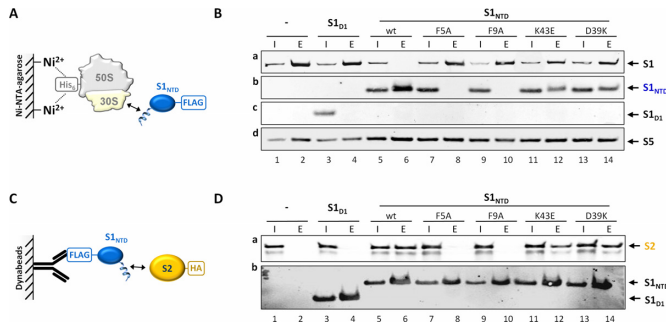 A
Ni-NTA-agarose
Ni2+
His6
Ni2+
50S
30S
S1NTD
FLAG
B
-
S1D1
S1NTD
wt
F5A
F9A
K43E
D39K
I E I E I E I E I E I E I E
a
S1
b
S1NTD
c
S1D1
d
S5
1 2 3 4 5 6 7 8 9 10 11 12 13 14
C
Dynabeads
FLAG
S1NTD
S2
HA
D
-
S1D1
S1NTD
wt
F5A
F9A
K43E
D39K
I E I E I E I E I E I E I E
a
S2
b
S1NTD
S1D1
1 2 3 4 5 6 7 8 9 10 11 12 13 14